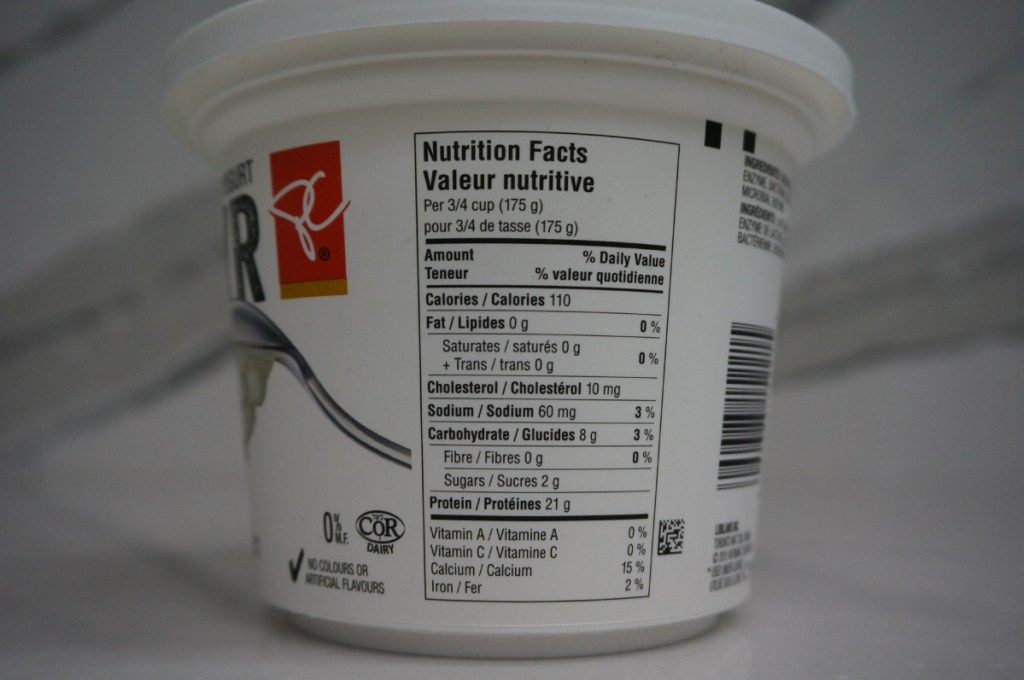 R
pc
®
Nutrition Facts
Valeur nutritive
Per 3/4 cup (175 g)
pour 3/4 de tasse (175 g)
Amount % Daily Value
Teneur % valeur quotidienne
Calories / Calories 110
Fat / Lipides 0 g 0 %
Saturates / saturés 0 g
+ Trans / trans 0 g 0 %
Cholesterol / Cholestérol 10 mg
Sodium / Sodium 60 mg 3 %
Carbohydrate / Glucides 8 g 3 %
Fibre / Fibres 0 g 0 %
Sugars / Sucres 2 g
Protein / Protéines 21 g
Vitamin A / Vitamine A 0 %
Vitamin C / Vitamine C 0 %
Calcium / Calcium 15 %
Iron / Fer 2 %
0% M.F.
COR
DAIRY
NO COLOURS OR
ARTIFICIAL FLAVOURS